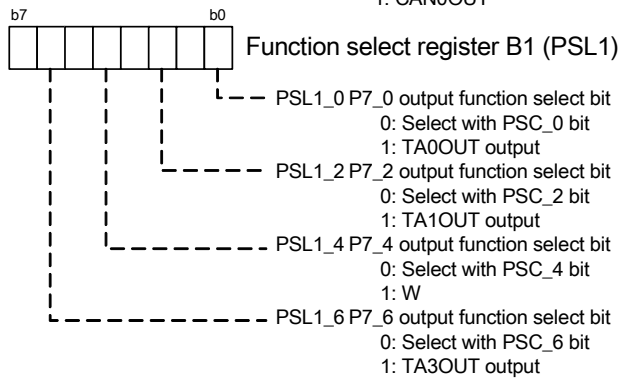 1: CAN0OUT
b7 b0
Function select register B1 (PSL1)
PSL1_0 P7_0 output function select bit
0: Select with PSC_0 bit
1: TA0OUT output
PSL1_2 P7_2 output function select bit
0: Select with PSC_2 bit
1: TA1OUT output
PSL1_4 P7_4 output function select bit
0: Select with PSC_4 bit
1: W
PSL1_6 P7_6 output function select bit
0: Select with PSC_6 bit
1: TA3OUT output